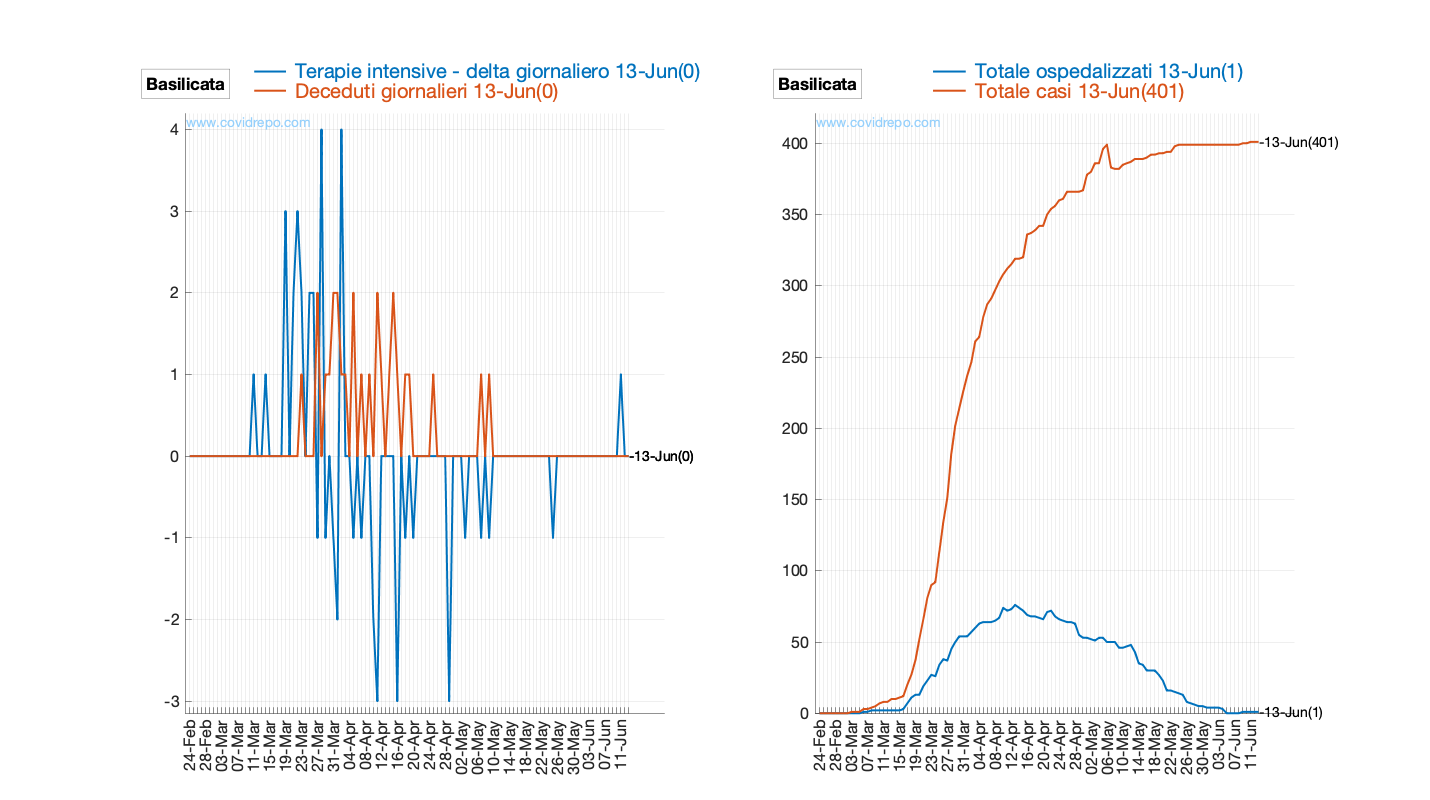 Basilicata
Terapie intensive - delta giornaliero 13-Jun(0)
Deceduti giornalieri 13-Jun(0)
www.covidrepo.com
4
3
2
1
0
-1
-2
-3
-13-Jun(0)
24-Feb
28-Feb
03-Mar
07-Mar
11-Mar
15-Mar
19-Mar
23-Mar
27-Mar
31-Mar
04-Apr
08-Apr
12-Apr
16-Apr
20-Apr
24-Apr
28-Apr
02-May
06-May
10-May
14-May
18-May
22-May
26-May
30-May
03-Jun
07-Jun
11-Jun
Basilicata
Totale ospedalizzati 13-Jun(1)
Totale casi 13-Jun(401)
www.covidrepo.com
400
350
300
250
200
150
100
50
0
-13-Jun(401)
-13-Jun(1)
24-Feb
28-Feb
03-Mar
07-Mar
11-Mar
15-Mar
19-Mar
23-Mar
27-Mar
31-Mar
04-Apr
08-Apr
12-Apr
16-Apr
20-Apr
24-Apr
28-Apr
02-May
06-May
10-May
14-May
18-May
22-May
26-May
30-May
03-Jun
07-Jun
11-Jun